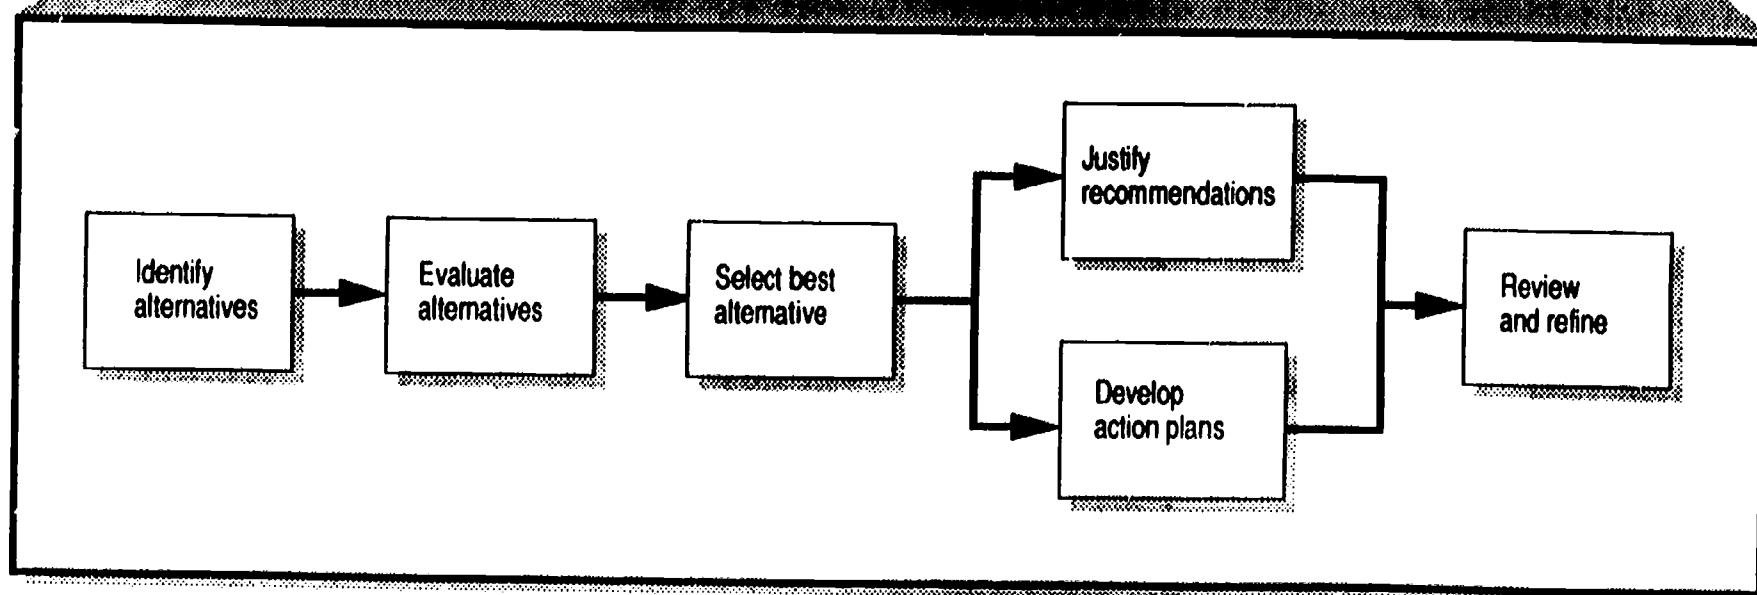 Identify
alternatives
Evaluate
alternatives
Select best
alternative
Justify
recommendations
Develop
action plans
Review
and refine